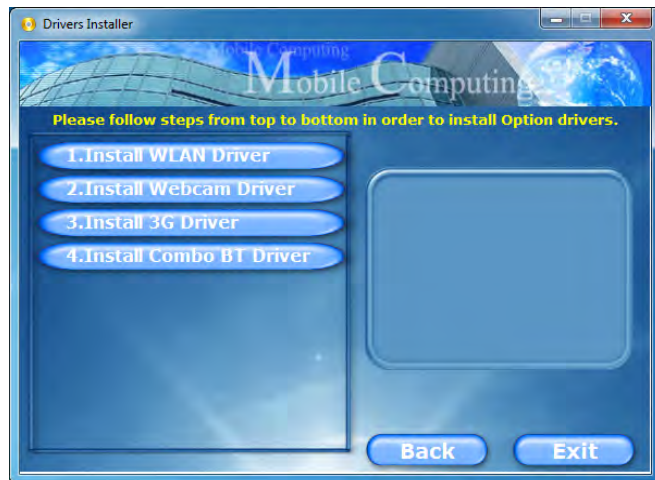 Drivers Installer
Mobile Computing
Mobile Computing
Please follow steps from top to bottom in order to install Option drivers.
1.Install WLAN Driver
2.Install Webcam Driver
3.Install 3G Driver
4.Install Combo BT Driver
Back
Exit